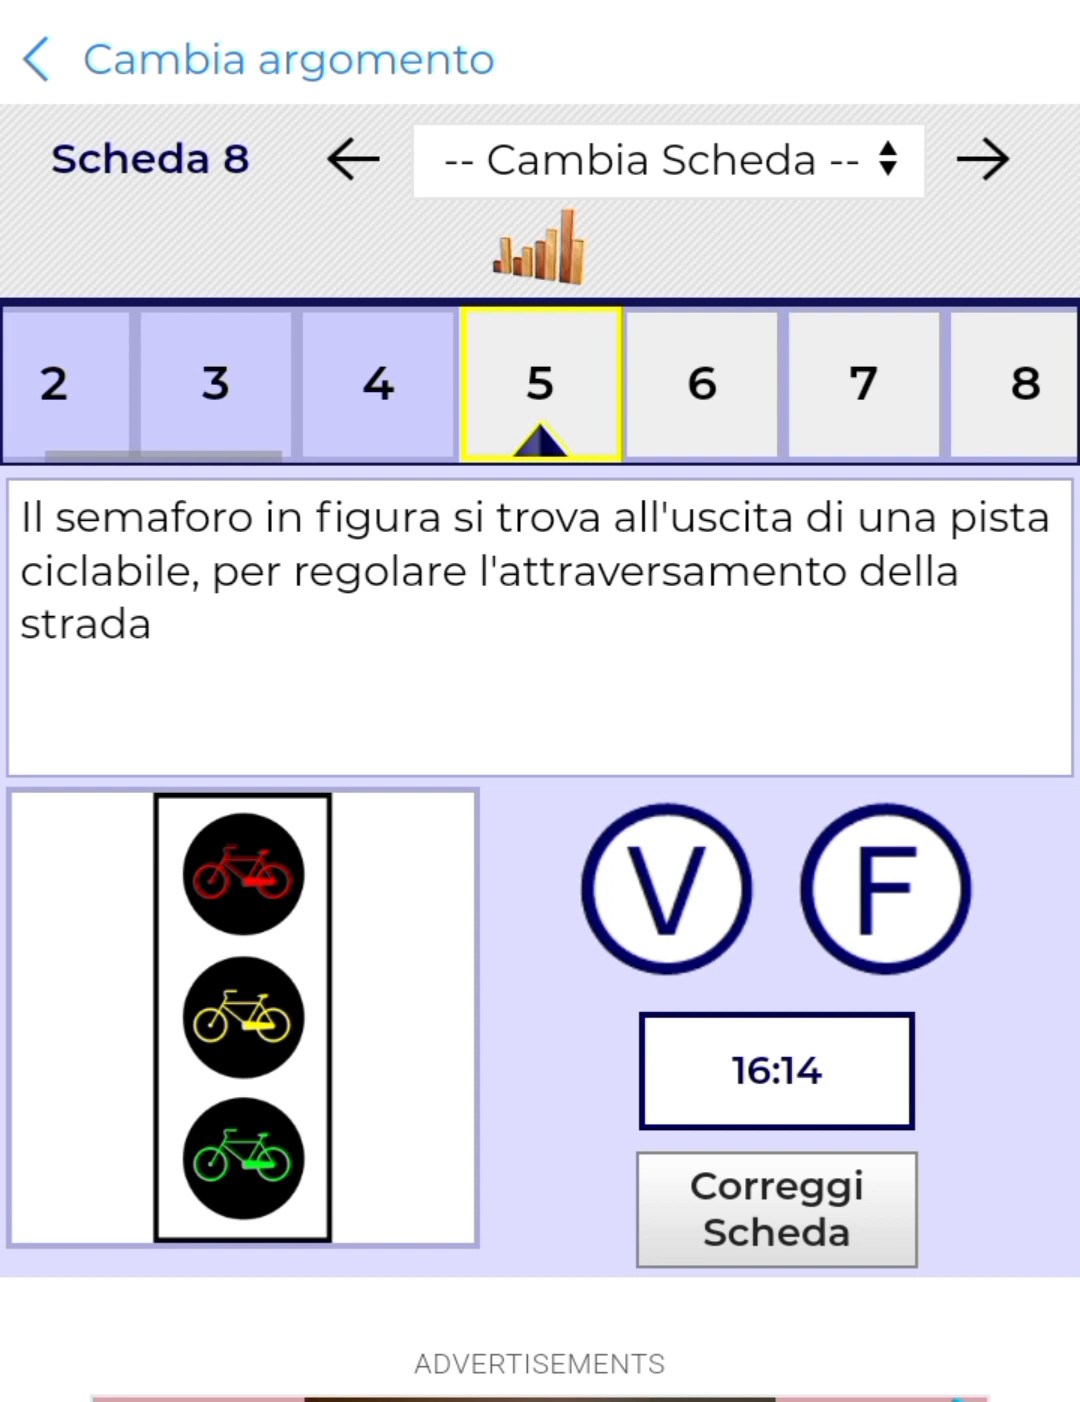 Cambia argomento
Scheda 8
-- Cambia Scheda --
2 3 4 5 6 7 8
Il semaforo in figura si trova all'uscita di una pista
ciclabile, per regolare l'attraversamento della
strada
V F
16:14
Correggi
Scheda
ADVERTISEMENTS